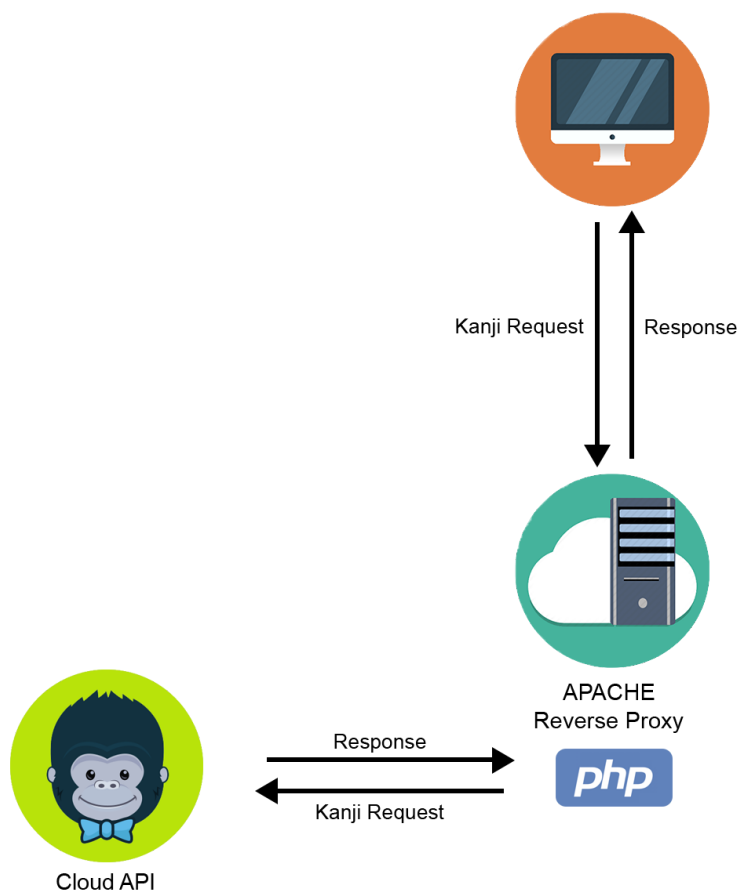 Kanji Request
Response
APACHE
Reverse Proxy
php
Response
Kanji Request
Cloud API